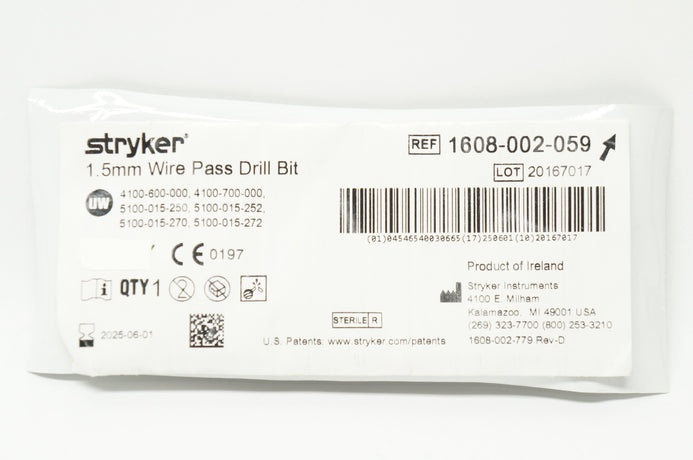 stryker®
1.5mm Wire Pass Drill Bit
UW
4100-600-000, 4100-700-000,
5100-015-250, 5100-015-252,
5100-015-270, 5100-015-272
CE 0197
i QTY 1 2
2025-06-01
REF 1608-002-059
LOT 20167017
(01)04546540030665(17)250601(10)20167017
Product of Ireland
Stryker Instruments
4100 E. Milham
Kalamazoo, MI 49001 USA
(269) 323-7700 (800) 253-3210
1608-002-779 Rev-D
STERILE R
U.S. Patents: www.stryker.com/patents